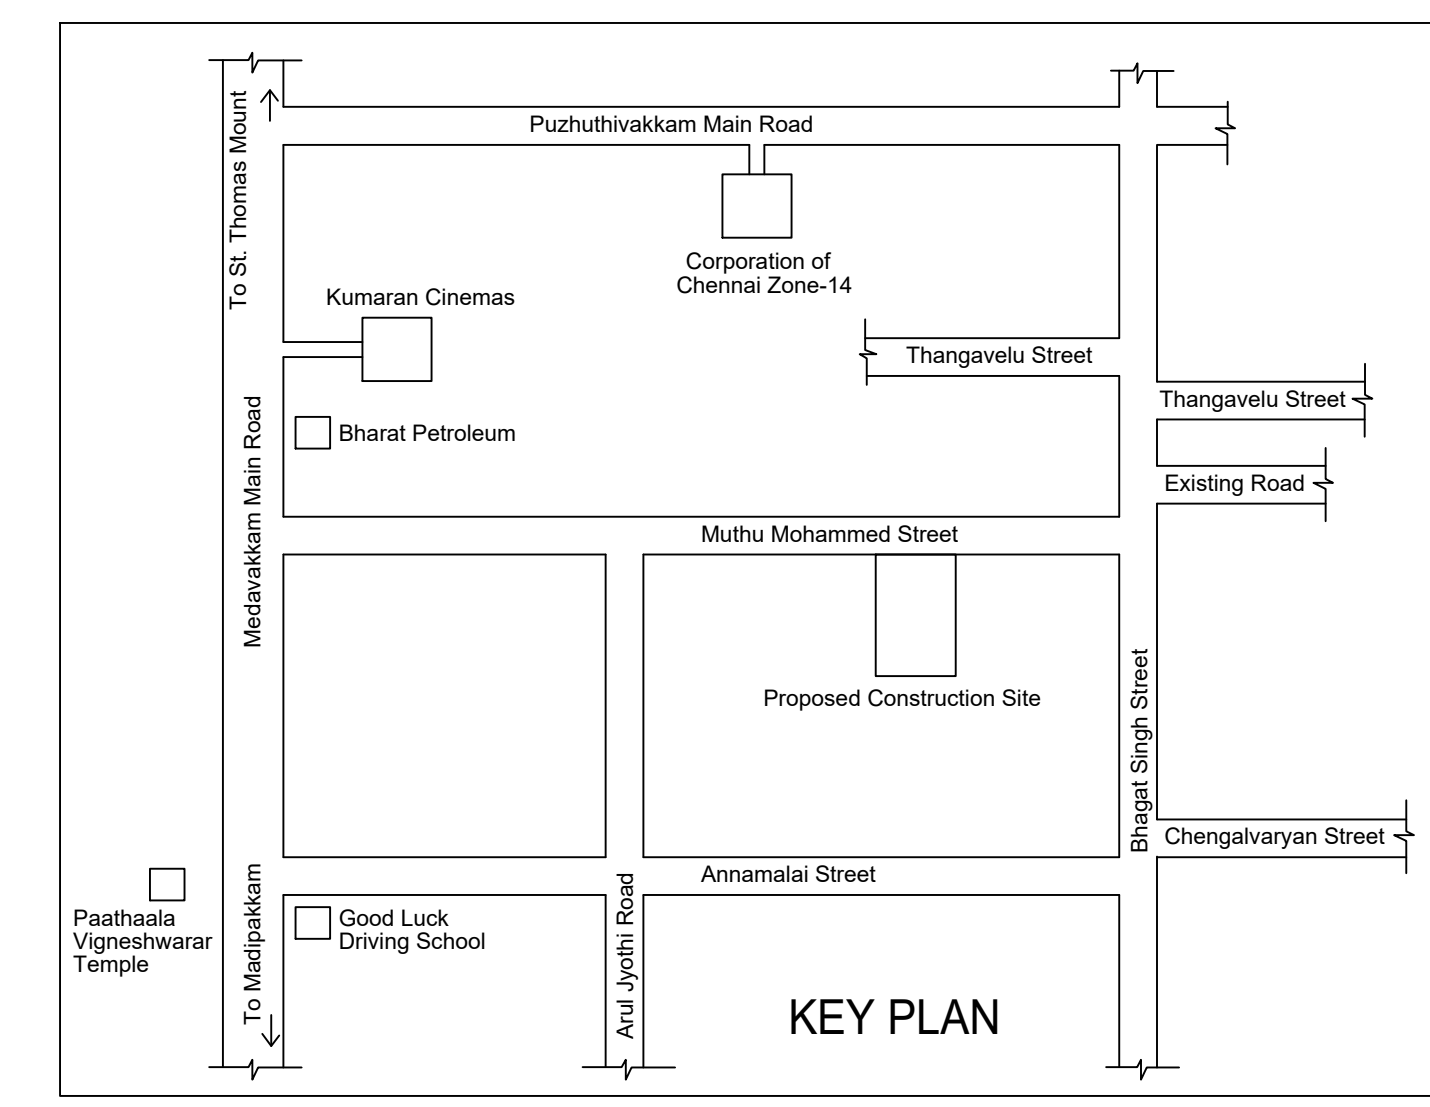 To St. Thomas Mount
Puzhuthivakkam Main Road
Corporation of
Chennai Zone-14
Kumaran Cinemas
Thangavelu Street
Thangavelu Street
Bharat Petroleum
Medavakkam Main Road
Existing Road
Muthu Mohammed Street
Proposed Construction Site
Bhagat Singh Street
Chengalvaryan Street
Annamalai Street
Paathaala
Vigneshwarar
Temple
To Madipakkam
Good Luck
Driving School
Arul Jyothi Road
KEY PLAN